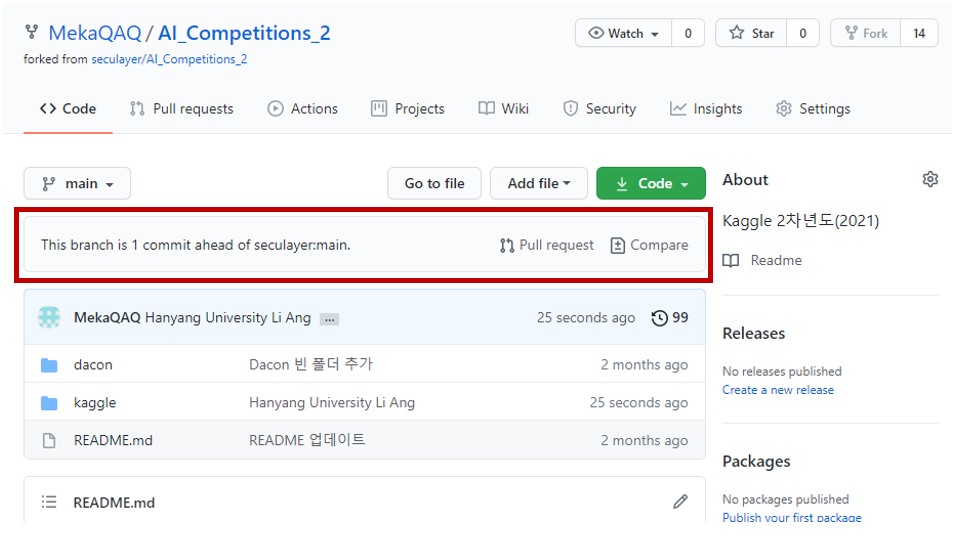 MekaQAQ / AI_Competitions_2
Watch 0 Star 0 Fork 14
forked from seculayer/AI_Competitions_2
Code Pull requests Actions Projects Wiki Security Insights Settings
main Go to file Add file Code
This branch is 1 commit ahead of seculayer:main. Pull request Compare
MekaQAQ Hanyang University Li Ang ... 25 seconds ago 99
dacon Dacon 빈 폴더 추가 2 months ago
kaggle Hanyang University Li Ang 25 seconds ago
README.md README 업데이트 2 months ago
README.md
About
Kaggle 2차년도(2021)
Readme
Releases
No releases published
Create a new release
Packages
No packages published
Publish your first package